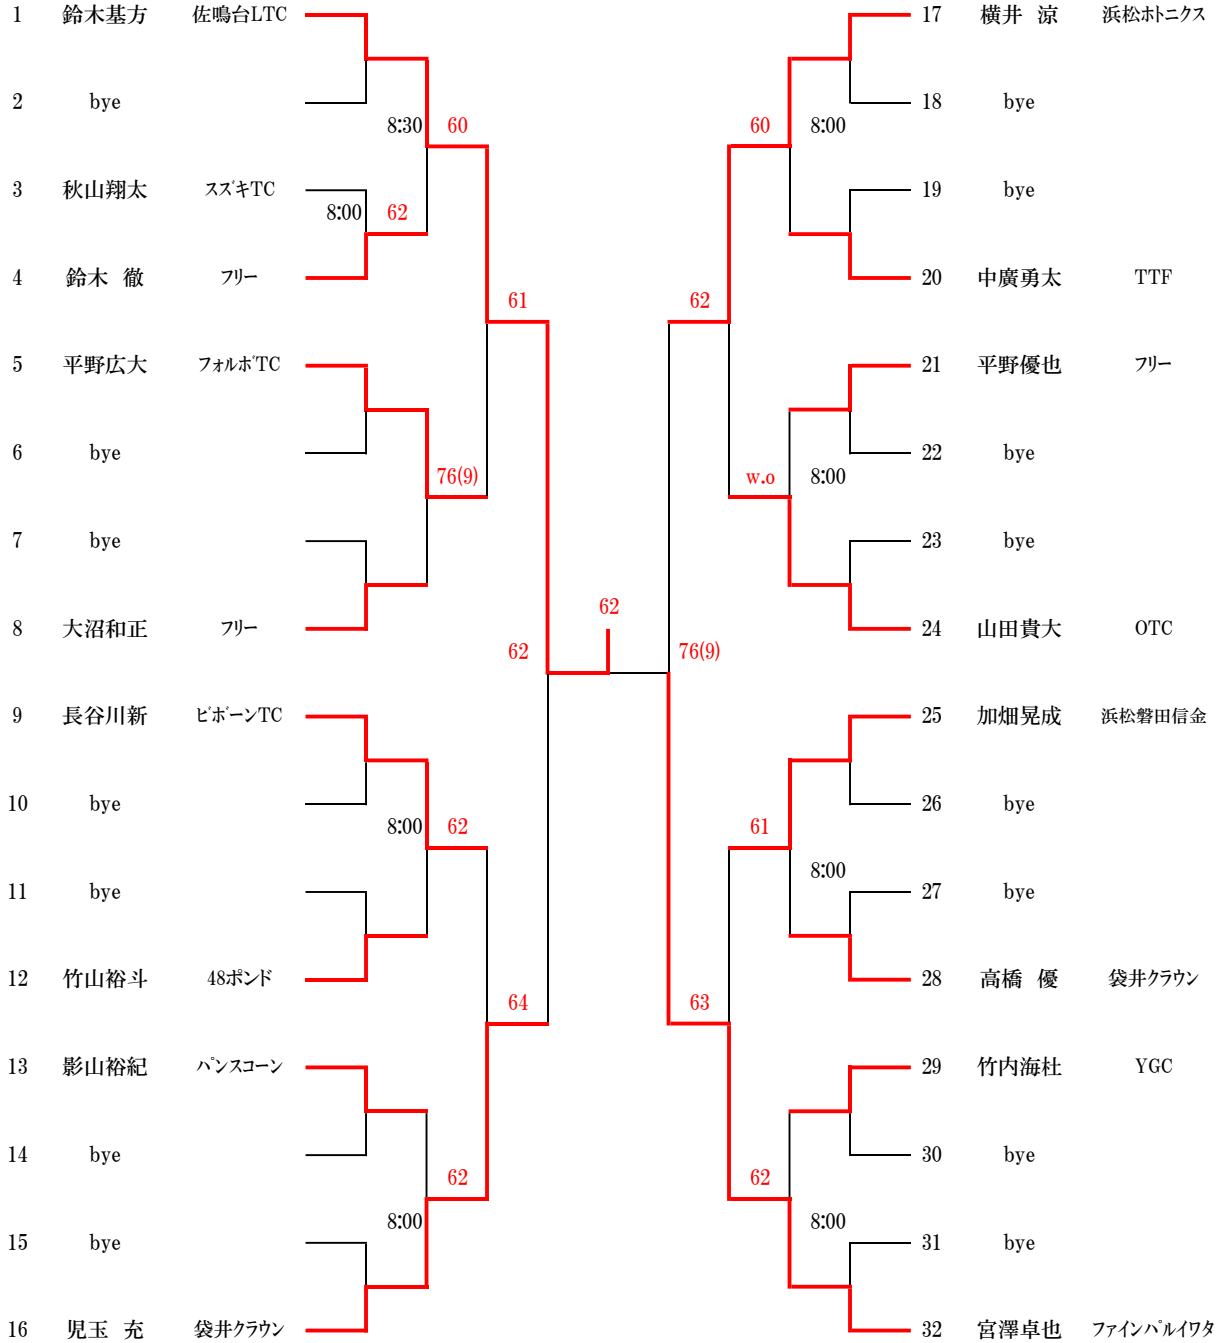 1 鈴木基方 佐鳴台LTC 17 横井 涼 浜松ホトニクス
2 bye 18 bye
8:30 60 60 8:00
3 秋山翔太 スズキTC 19 bye
8:00 62
4 鈴木 徹 フリー 20 中廣勇太 TTF
61 62
5 平野広大 フォルボTC 21 平野優也 フリー
6 bye 22 bye
76(9) w.o 8:00
7 bye 23 bye
62
8 大沼和正 フリー 24 山田貴大 OTC
62 76(9)
9 長谷川新 ビボーンTC 25 加畑晃成 浜松磐田信金
10 bye 26 bye
8:00 62 61
8:00
11 bye 27 bye
12 竹山裕斗 48ポンド 28 高橋 優 袋井クラウン
64 63
13 影山裕紀 パンスコーン 29 竹内海杜 YGC
14 bye 30 bye
62 62
8:00 8:00
15 bye 31 bye
16 児玉 充 袋井クラウン 32 宮澤卓也 ファインパルイワタ